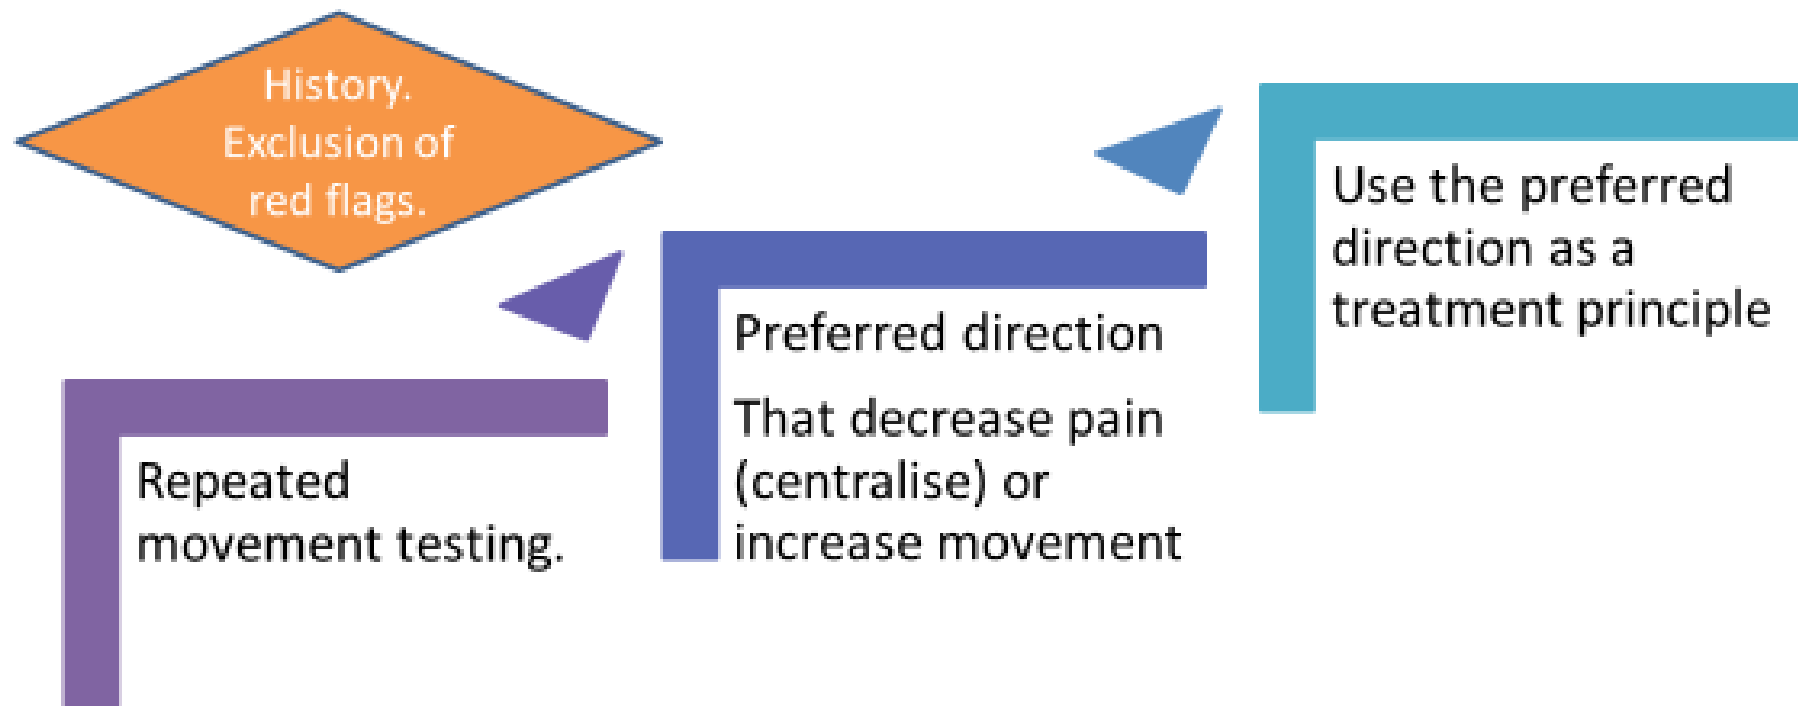 History.
Exclusion of
red flags.
Repeated
movement testing.
Preferred direction
That decrease pain
(centralise) or
increase movement
Use the preferred
direction as a
treatment principle